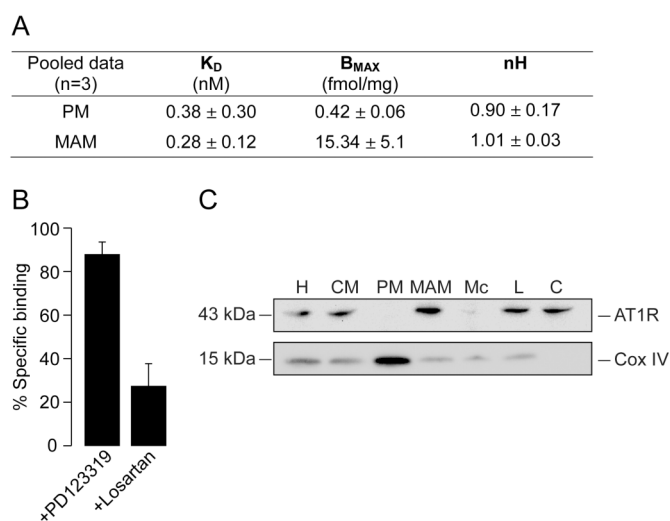 A
Pooled data K_D B_MAX nH
(n=3) (nM) (fmol/mg)
PM 0.38 ± 0.30 0.42 ± 0.06 0.90 ± 0.17
MAM 0.28 ± 0.12 15.34 ± 5.1 1.01 ± 0.03
B
100
80
60
40
20
0
% Specific binding
+PD123319
+Losartan
C
H CM PM MAM Mc L C
43 kDa AT1R
15 kDa Cox IV